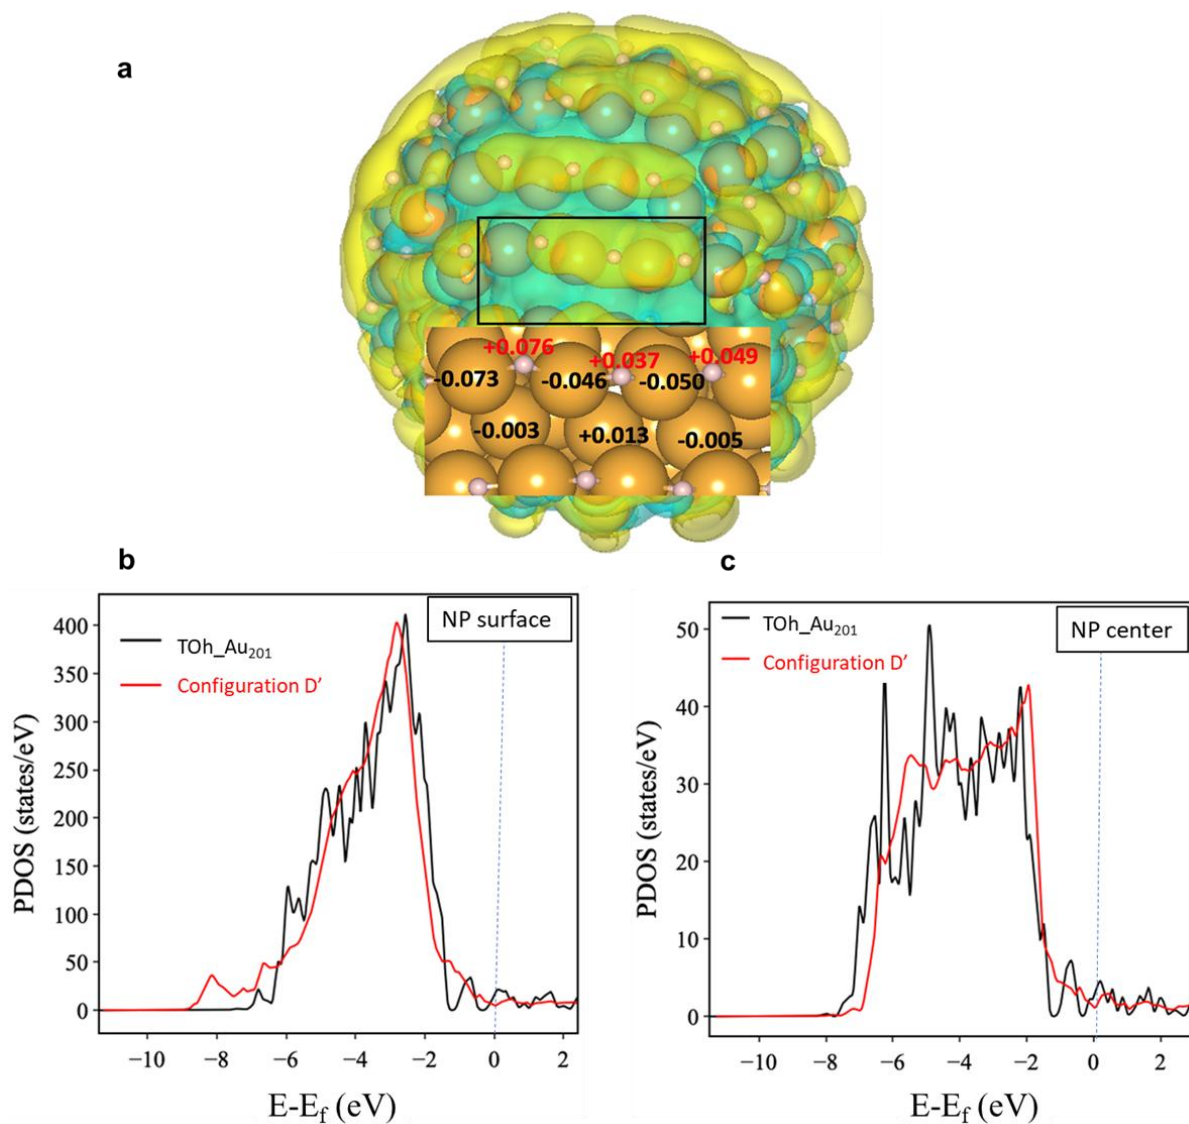 a
+0.076 +0.037 +0.049
-0.073 -0.046 -0.050
-0.003 +0.013 -0.005
b
NP surface
TOh_Au₂₀₁
Configuration D’
400
350
300
250
200
150
100
50
0
PDOS (states/eV)
−10 −8 −6 −4 −2 0 2
E-E_f (eV)
c
NP center
TOh_Au₂₀₁
Configuration D’
50
40
30
20
10
0
PDOS (states/eV)
−10 −8 −6 −4 −2 0 2
E-E_f (eV)